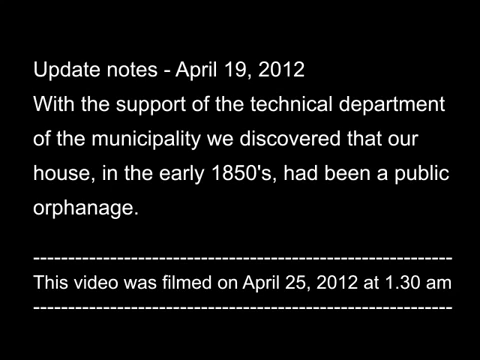 Update notes - April 19, 2012
With the support of the technical department
of the municipality we discovered that our
house, in the early 1850's, had been a public
orphanage.
------------------------------------------------------------
This video was filmed on April 25, 2012 at 1.30 am
------------------------------------------------------------